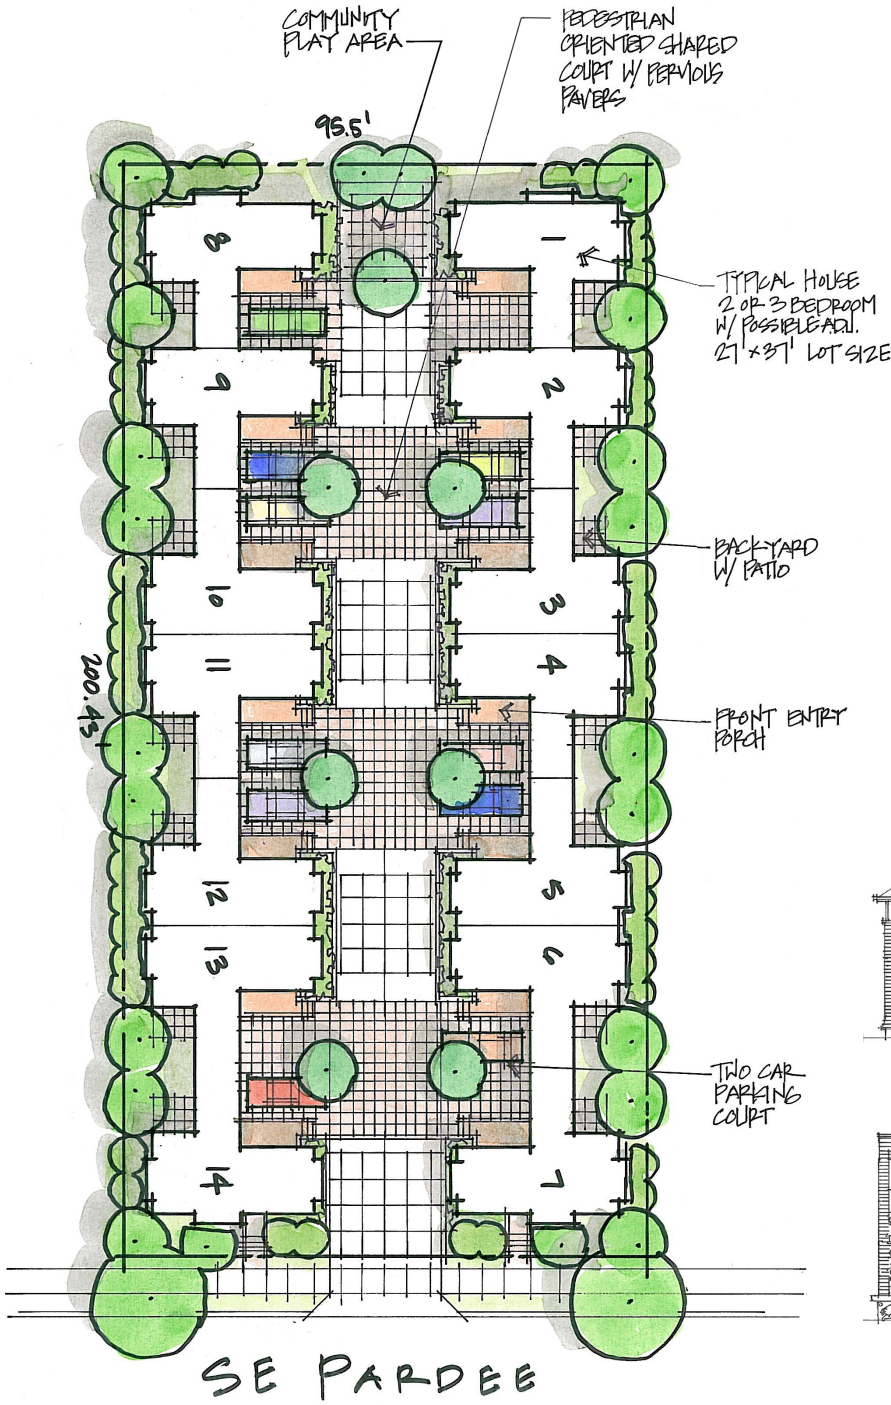 COMMUNITY
PLAY AREA
PEDESTRIAN
ORIENTED SHARED
COURT W/ PERVIOUS
PAVERS
95.5'
8
1
TYPICAL HOUSE
2 OR 3 BEDROOM
W/ POSSIBLE ADU.
27' x 37' LOT SIZE
9
2
BACKYARD
W/ PATIO
10
3
11
4
200.43'
FRONT ENTRY
PORCH
12
5
13
6
TWO CAR
PARKING
COURT
14
7
SE PARDEE